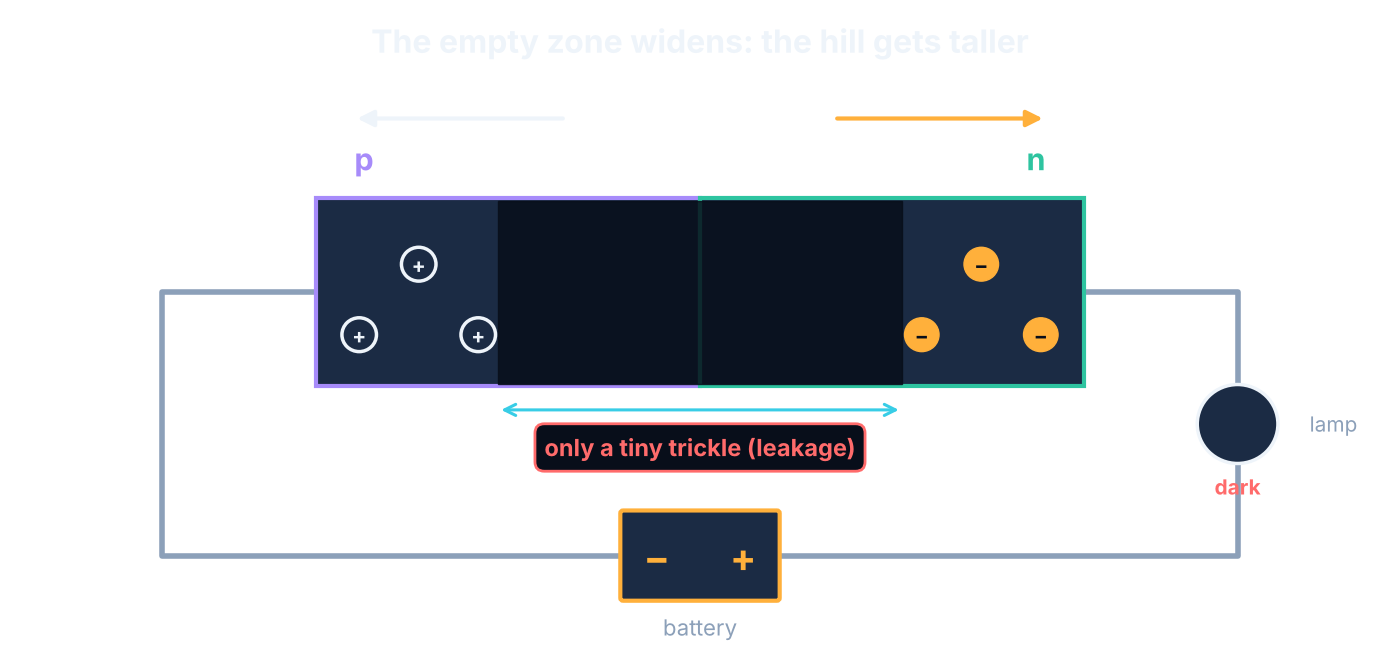 The empty zone widens: the hill gets taller
p
n
+
−
+
+
−
−
only a tiny trickle (leakage)
lamp
dark
− +
battery